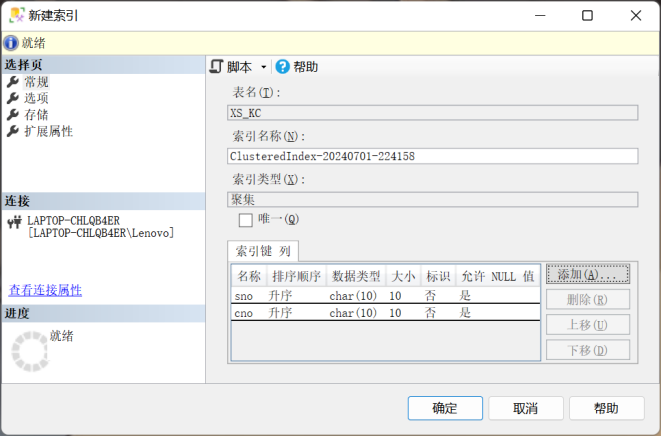 新建索引
就绪
选择页
常规
选项
存储
扩展属性
连接
LAPTOP-CHLQB4ER
[LAPTOP-CHLQB4ER\Lenovo]
查看连接属性
进度
就绪
脚本 帮助
表名(T):
XS_KC
索引名称(N):
ClusteredIndex-20240701-224158
索引类型(X):
聚集
唯一(Q)
索引键 列
名称 排序顺序 数据类型 大小 标识 允许 NULL 值
sno 升序 char(10) 10 否 是
cno 升序 char(10) 10 否 是
添加(A)...
删除(R)
上移(U)
下移(D)
确定 取消 帮助